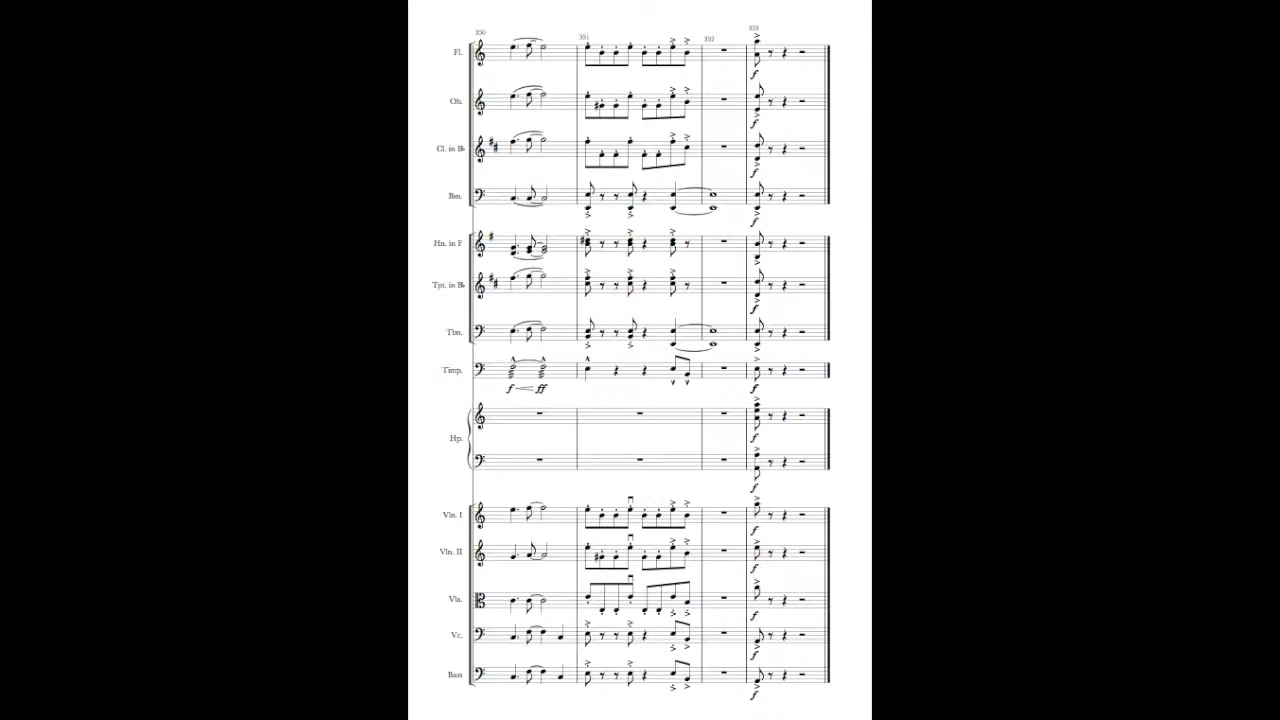 350 351 352 353
Fl.
f
Ob.
f
Cl. in B♭
f
Bsn.
f
Hn. in F
Tpt. in B♭
f
Tbn.
Timp.
f ff f
Hp.
f
f
Vln. I
f
Vln. II
f
Vla.
f
Vc.
f
Bass
f